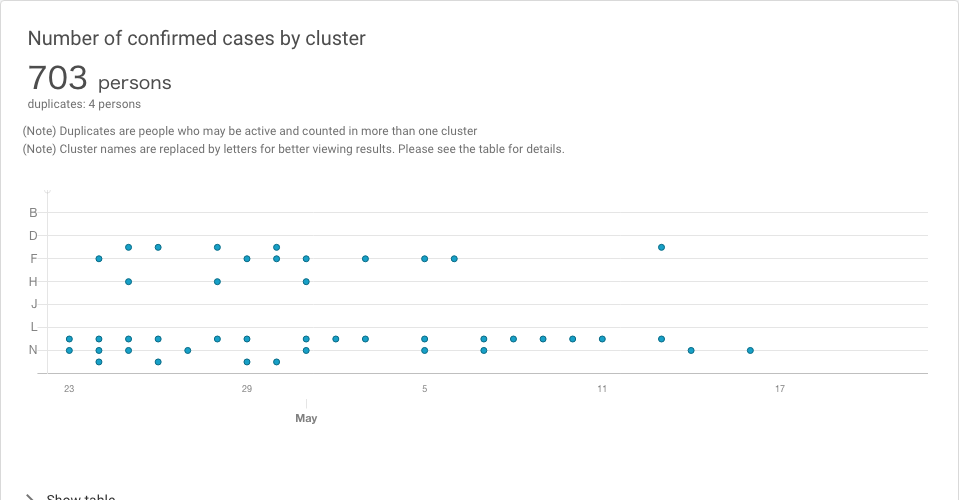 Number of confirmed cases by cluster
703 persons
duplicates: 4 persons
(Note) Duplicates are people who may be active and counted in more than one cluster
(Note) Cluster names are replaced by letters for better viewing results. Please see the table for details.
B
D
F
H
J
L
N
23 29 5 11 17
May
Show table